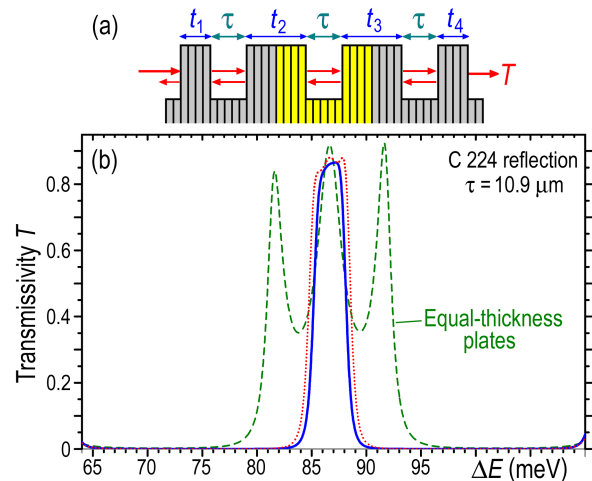 (a) t₁ τ t₂ τ t₃ τ t₄
T
(b)
C 224 reflection
τ = 10.9 μm
Equal-thickness
plates
Transmissivity T
0.8
0.6
0.4
0.2
0
65 70 75 80 85 90 95 ΔE (meV)